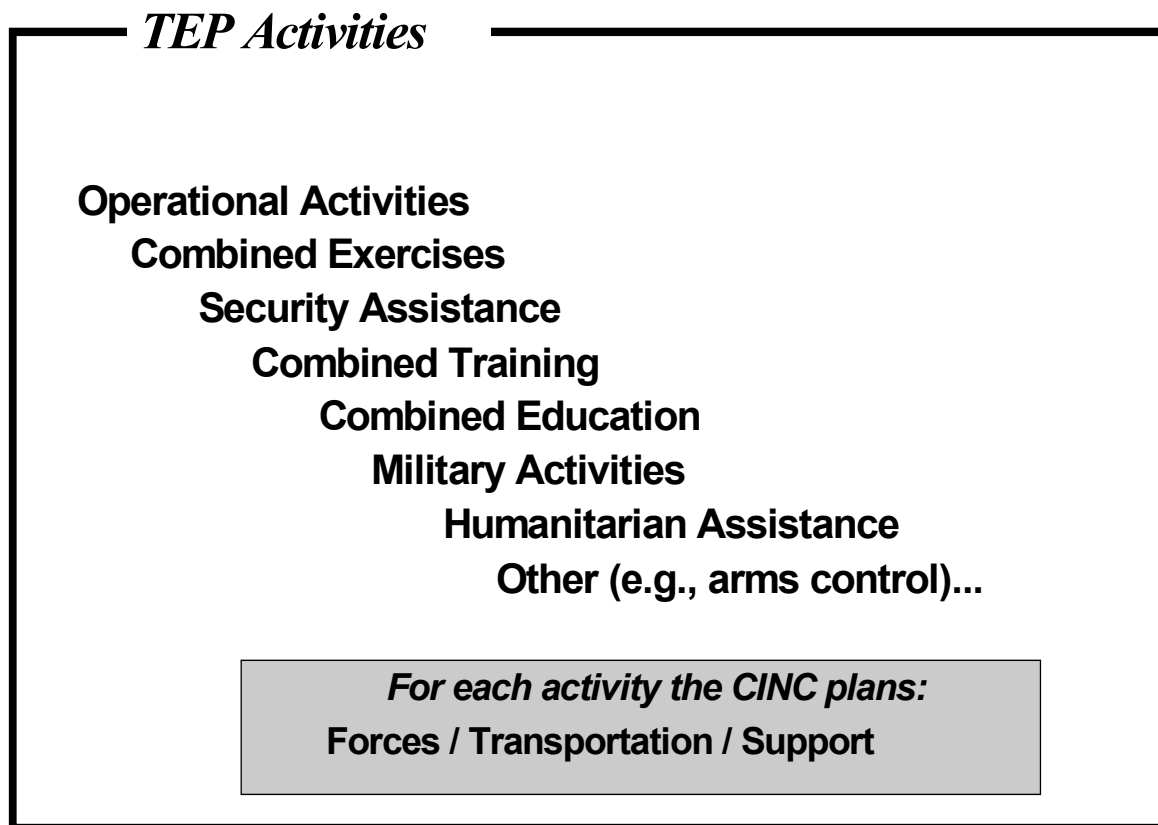 TEP Activities
Operational Activities
Combined Exercises
Security Assistance
Combined Training
Combined Education
Military Activities
Humanitarian Assistance
Other (e.g., arms control)...
For each activity the CINC plans:
Forces / Transportation / Support